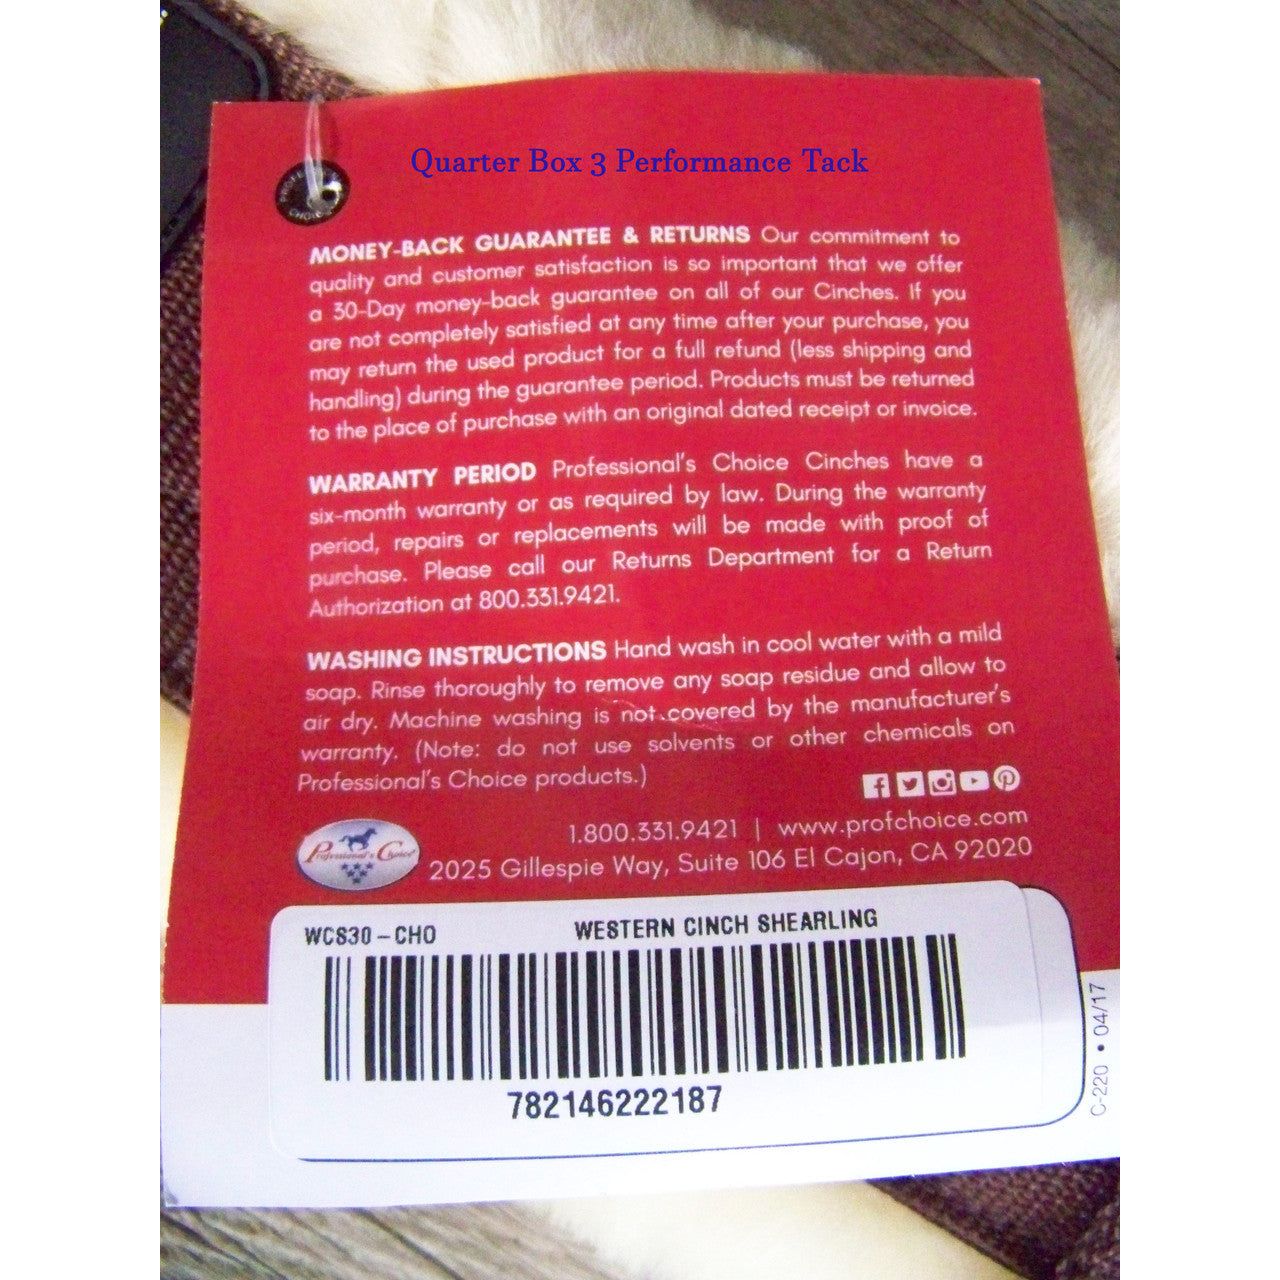 Quarter Box 3 Performance Tack
MONEY-BACK GUARANTEE & RETURNS Our commitment to
quality and customer satisfaction is so important that we offer
a 30-Day money-back guarantee on all of our Cinches. If you
are not completely satisfied at any time after your purchase, you
may return the used product for a full refund (less shipping and
handling) during the guarantee period. Products must be returned
to the place of purchase with an original dated receipt or invoice.
WARRANTY PERIOD Professional's Choice Cinches have a
six-month warranty or as required by law. During the warranty
period, repairs or replacements will be made with proof of
purchase. Please call our Returns Department for a Return
Authorization at 800.331.9421.
WASHING INSTRUCTIONS Hand wash in cool water with a mild
soap. Rinse thoroughly to remove any soap residue and allow to
air dry. Machine washing is not covered by the manufacturer's
warranty. (Note: do not use solvents or other chemicals on
Professional's Choice products.)
1.800.331.9421 | www.profchoice.com
Professional's Choice
2025 Gillespie Way, Suite 106 El Cajon, CA 92020
WCS30-CHO WESTERN CINCH SHEARLING
782146222187
C-220 • 04/17